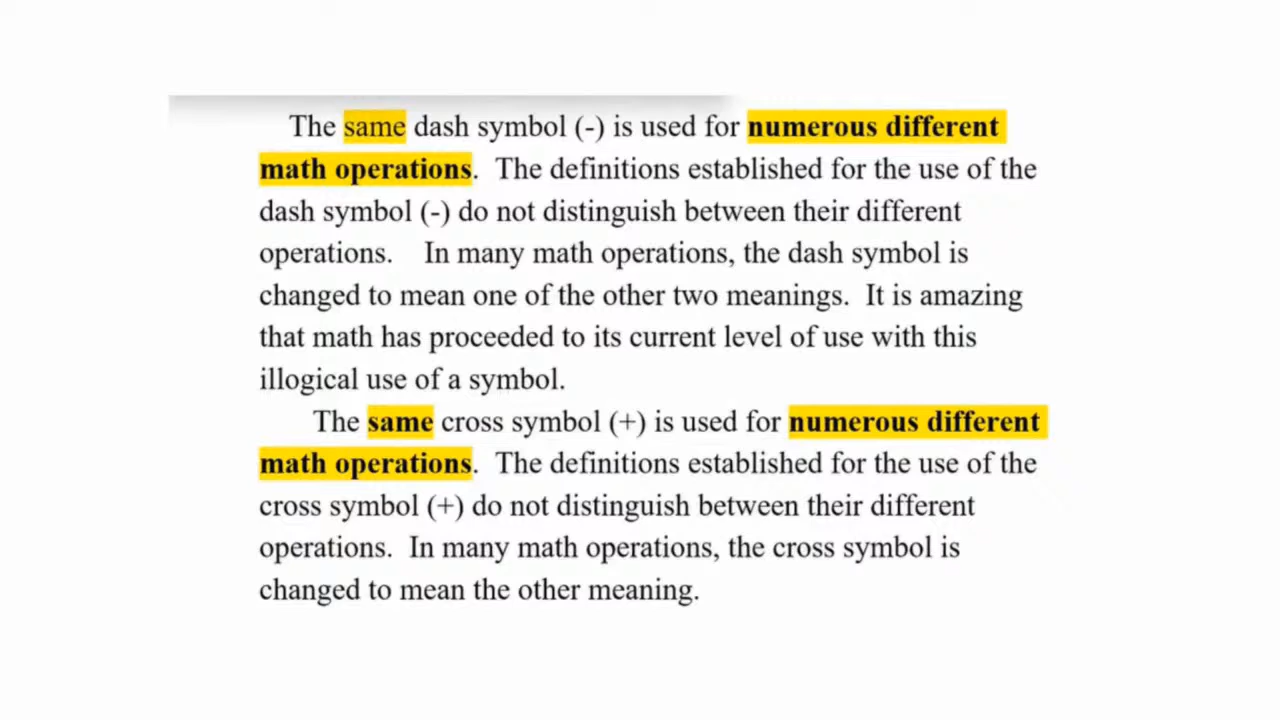 The same dash symbol (-) is used for numerous different
math operations. The definitions established for the use of the
dash symbol (-) do not distinguish between their different
operations. In many math operations, the dash symbol is
changed to mean one of the other two meanings. It is amazing
that math has proceeded to its current level of use with this
illogical use of a symbol.
The same cross symbol (+) is used for numerous different
math operations. The definitions established for the use of the
cross symbol (+) do not distinguish between their different
operations. In many math operations, the cross symbol is
changed to mean the other meaning.